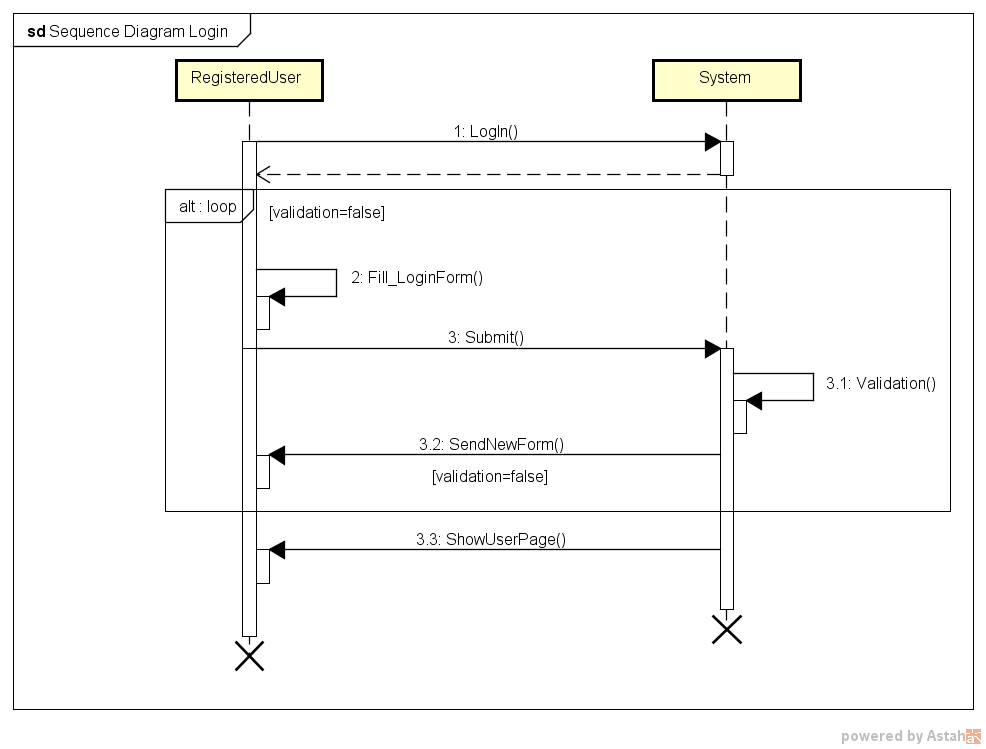 sd Sequence Diagram Login
RegisteredUser
System
1: LogIn()
alt : loop
[validation=false]
2: Fill_LoginForm()
3: Submit()
3.1: Validation()
3.2: SendNewForm()
[validation=false]
3.3: ShowUserPage()
powered by Astah